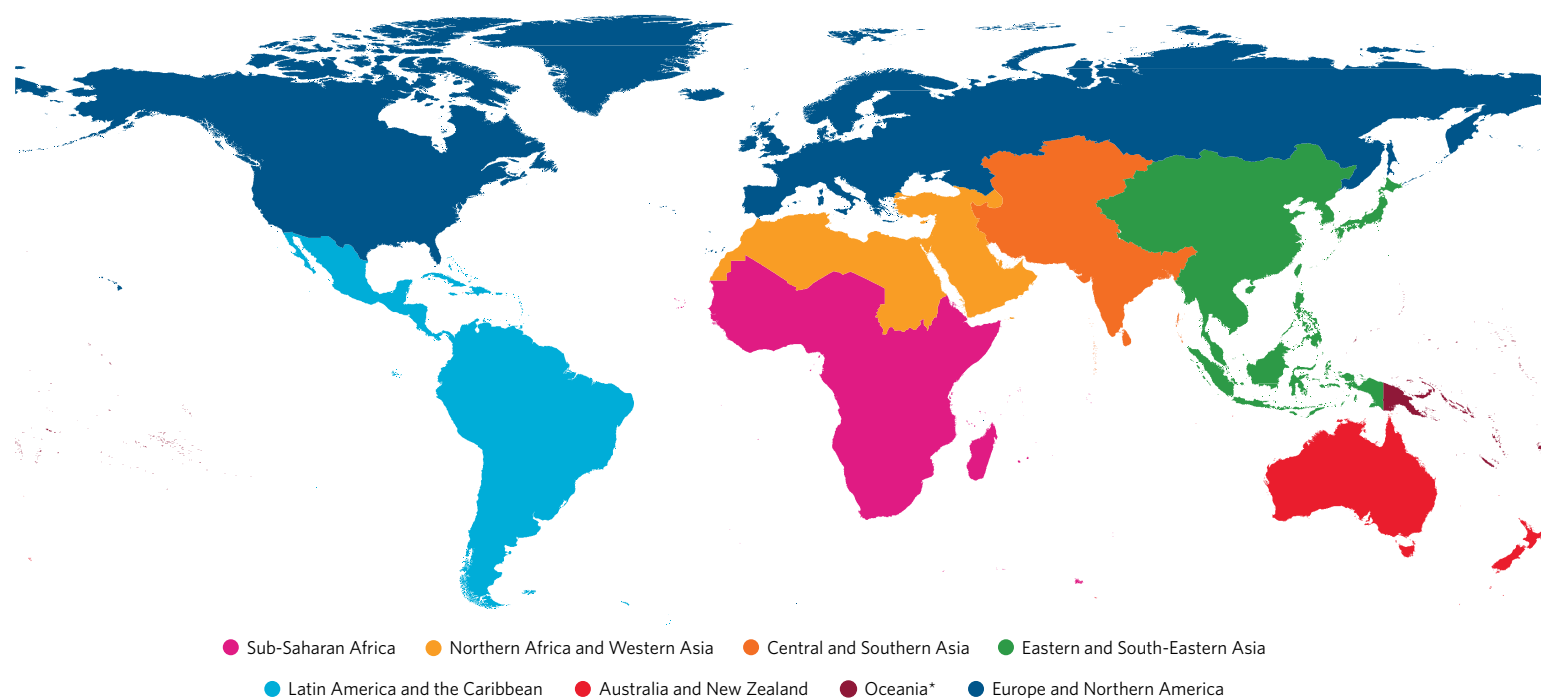 Sub-Saharan Africa Northern Africa and Western Asia Central and Southern Asia Eastern and South-Eastern Asia
Latin America and the Caribbean Australia and New Zealand Oceania* Europe and Northern America